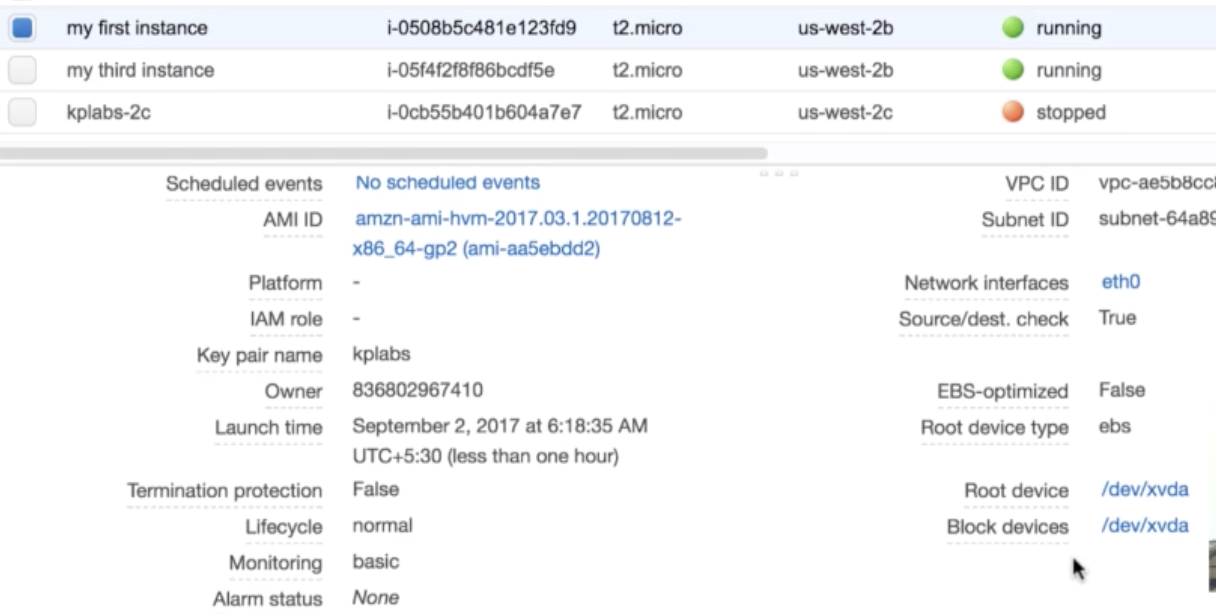 my first instance i-0508b5c481e123fd9 t2.micro us-west-2b running
my third instance i-05f4f2f8f86bcdf5e t2.micro us-west-2b running
kplabs-2c i-0cb55b401b604a7e7 t2.micro us-west-2c stopped
Scheduled events No scheduled events VPC ID vpc-ae5b8cc
AMI ID amzn-ami-hvm-2017.03.1.20170812- Subnet ID subnet-64a89
x86_64-gp2 (ami-aa5ebdd2)
Platform - Network interfaces eth0
IAM role - Source/dest. check True
Key pair name kplabs
Owner 836802967410 EBS-optimized False
Launch time September 2, 2017 at 6:18:35 AM Root device type ebs
UTC+5:30 (less than one hour)
Termination protection False Root device /dev/xvda
Lifecycle normal Block devices /dev/xvda
Monitoring basic
Alarm status None